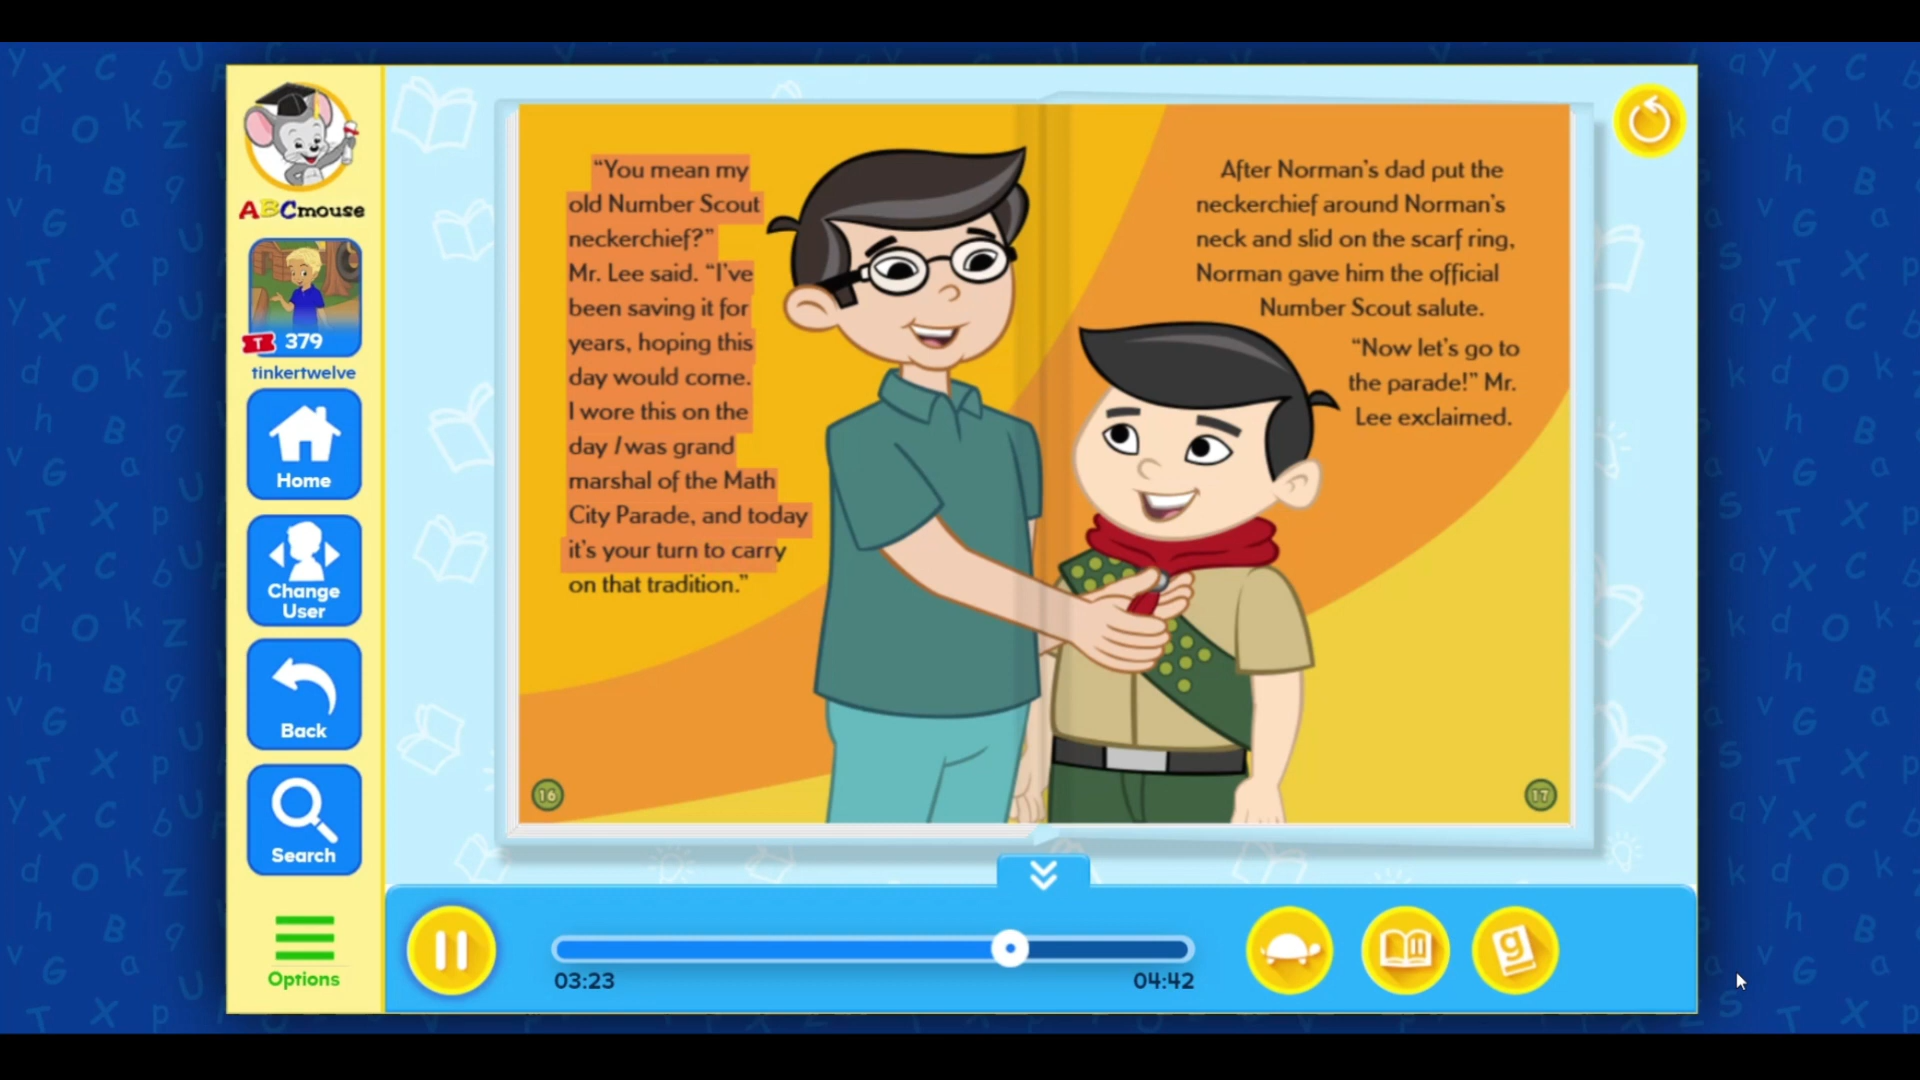 ABCmouse
T 379
tinkertwelve
Home
Change
User
Back
Search
Options
“You mean my
old Number Scout
neckerchief?”
Mr. Lee said. “I’ve
been saving it for
years, hoping this
day would come.
I wore this on the
day I was grand
marshal of the Math
City Parade, and today
it’s your turn to carry
on that tradition.”
16
After Norman’s dad put the
neckerchief around Norman’s
neck and slid on the scarf ring,
Norman gave him the official
Number Scout salute.
“Now let’s go to
the parade!” Mr.
Lee exclaimed.
17
03:23
04:42
g